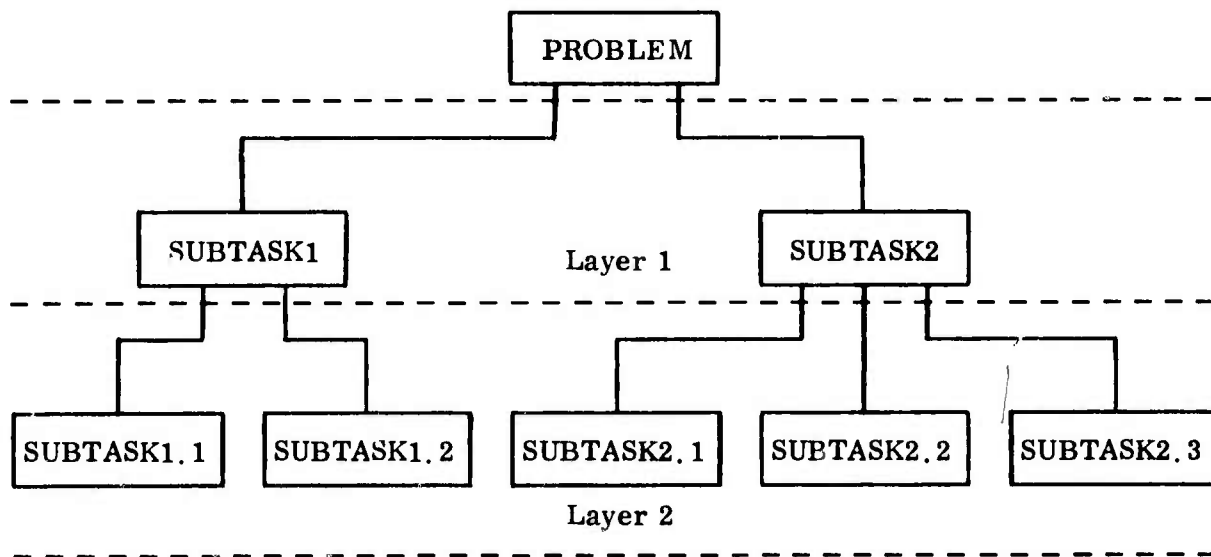 PROBLEM
SUBTASK1
SUBTASK2
Layer 1
SUBTASK1.1
SUBTASK1.2
SUBTASK2.1
SUBTASK2.2
SUBTASK2.3
Layer 2